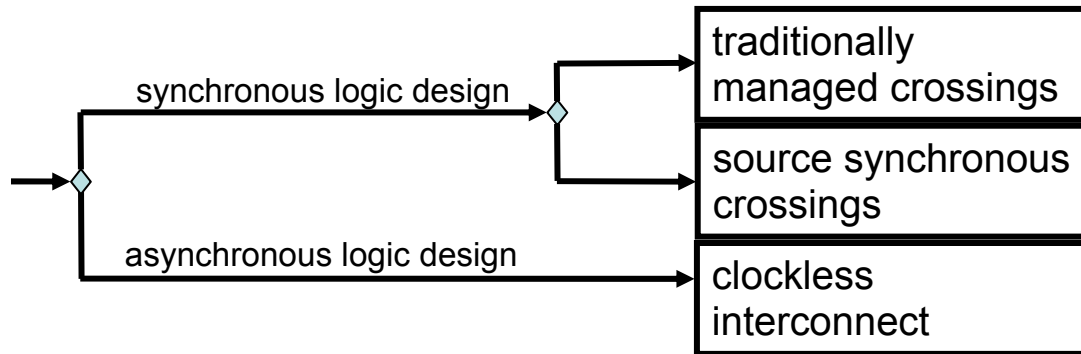 traditionally
managed crossings
synchronous logic design
source synchronous
crossings
asynchronous logic design
clockless
interconnect